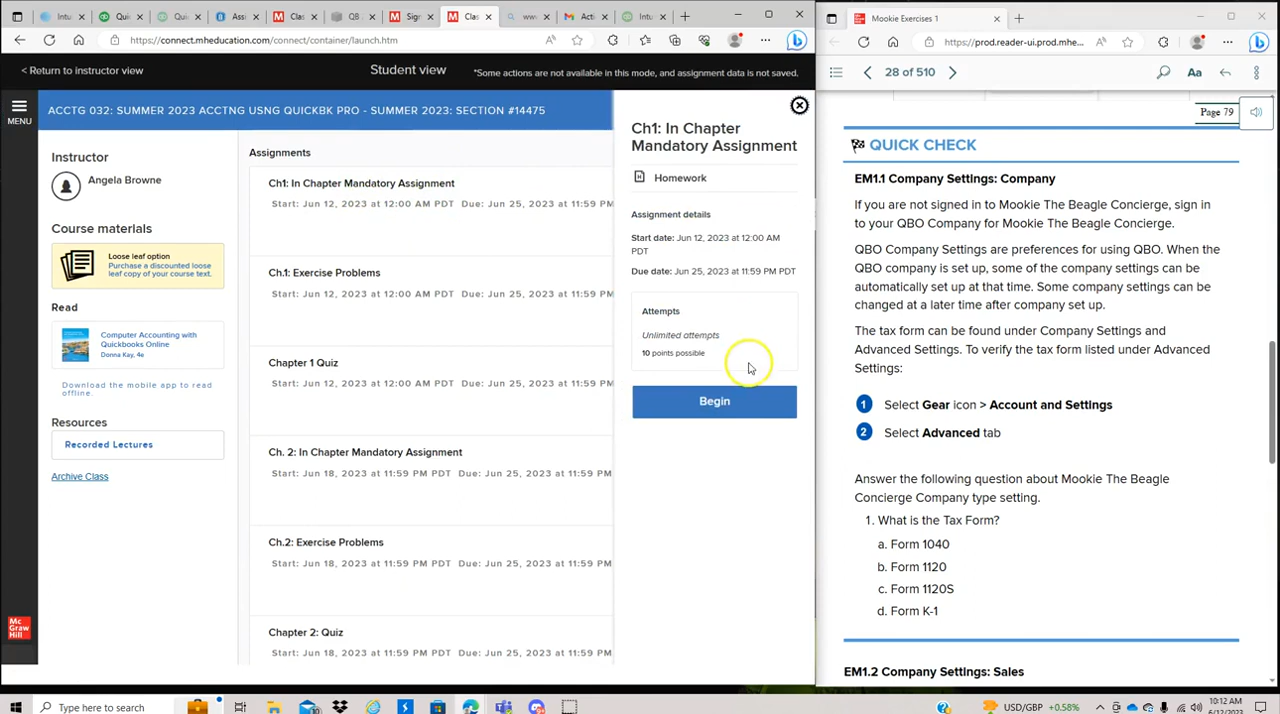 Intu
Quic
Quic
Assi
Clas
QB
Sign
Clas
www
Acti
Intu
https://connect.mheducation.com/connect/container/launch.htm
< Return to instructor view
Student view
*Some actions are not available in this mode, and assignment data is not saved.
MENU
ACCTG 032: SUMMER 2023 ACCTNG USNG QUICKBK PRO - SUMMER 2023: SECTION #14475
Instructor
Angela Browne
Course materials
Loose leaf option
Purchase a discounted loose
leaf copy of your course text.
Read
Computer Accounting with
Quickbooks Online
Donna Kay, 4e
Download the mobile app to read
offline.
Resources
Recorded Lectures
Archive Class
Mc
Graw
Hill
Assignments
Ch1: In Chapter Mandatory Assignment
Start: Jun 12, 2023 at 12:00 AM PDT Due: Jun 25, 2023 at 11:59 PM
Ch.1: Exercise Problems
Start: Jun 12, 2023 at 12:00 AM PDT Due: Jun 25, 2023 at 11:59 PM
Chapter 1 Quiz
Start: Jun 12, 2023 at 12:00 AM PDT Due: Jun 25, 2023 at 11:59 PM
Ch. 2: In Chapter Mandatory Assignment
Start: Jun 18, 2023 at 11:59 PM PDT Due: Jun 25, 2023 at 11:59 PM
Ch.2: Exercise Problems
Start: Jun 18, 2023 at 11:59 PM PDT Due: Jun 25, 2023 at 11:59 PM
Chapter 2: Quiz
Start: Jun 18, 2023 at 11:59 PM PDT Due: Jun 25, 2023 at 11:59 PM
Ch1: In Chapter
Mandatory Assignment
Homework
Assignment details
Start date: Jun 12, 2023 at 12:00 AM
PDT
Due date: Jun 25, 2023 at 11:59 PM PDT
Attempts
Unlimited attempts
10 points possible
Begin
Mookie Exercises 1
https://prod.reader-ui.prod.mhe...
28 of 510
Aa
Page 79
QUICK CHECK
EM1.1 Company Settings: Company
If you are not signed in to Mookie The Beagle Concierge, sign in
to your QBO Company for Mookie The Beagle Concierge.
QBO Company Settings are preferences for using QBO. When the
QBO company is set up, some of the company settings can be
automatically set up at that time. Some company settings can be
changed at a later time after company set up.
The tax form can be found under Company Settings and
Advanced Settings. To verify the tax form listed under Advanced
Settings:
1 Select Gear icon > Account and Settings
2 Select Advanced tab
Answer the following question about Mookie The Beagle
Concierge Company type setting.
1. What is the Tax Form?
a. Form 1040
b. Form 1120
c. Form 1120S
d. Form K-1
EM1.2 Company Settings: Sales
Type here to search
USD/GBP +0.58%
10:12 AM
6/12/2023